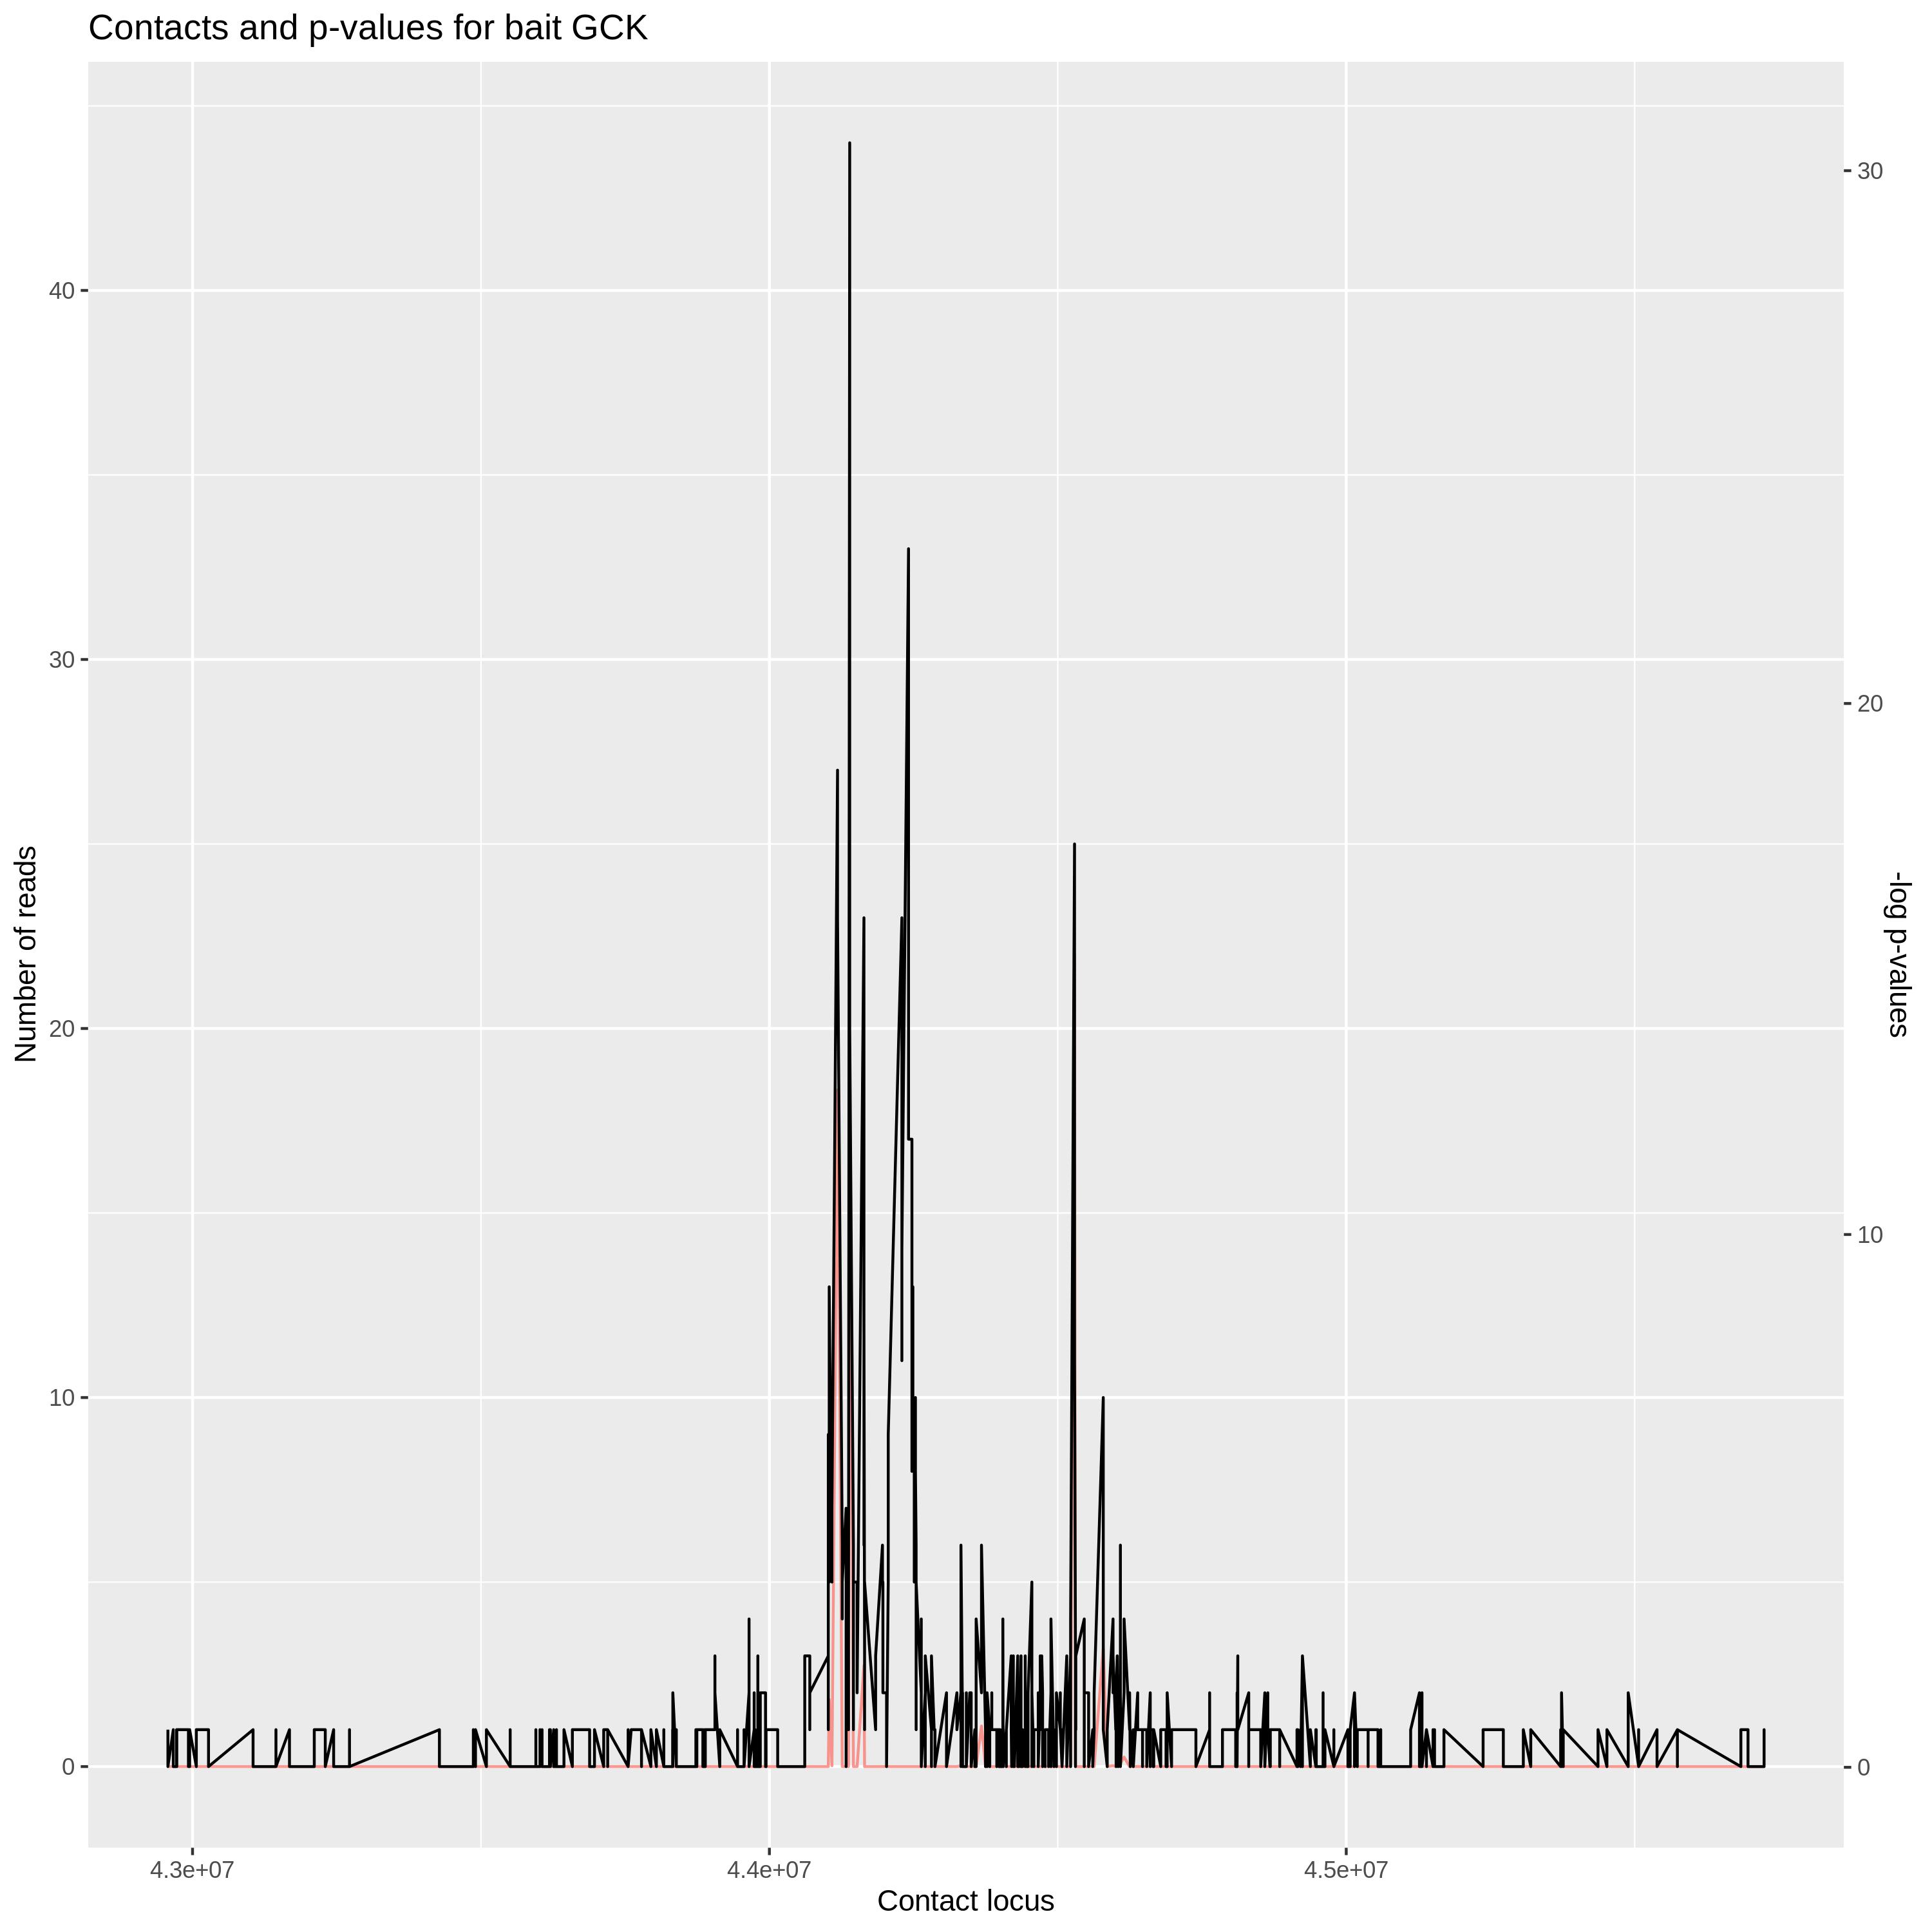 Contacts and p-values for bait GCK
Number of reads
40
30
20
10
0
30
20
10
0
-log p-values
4.3e+07
4.4e+07
4.5e+07
Contact locus